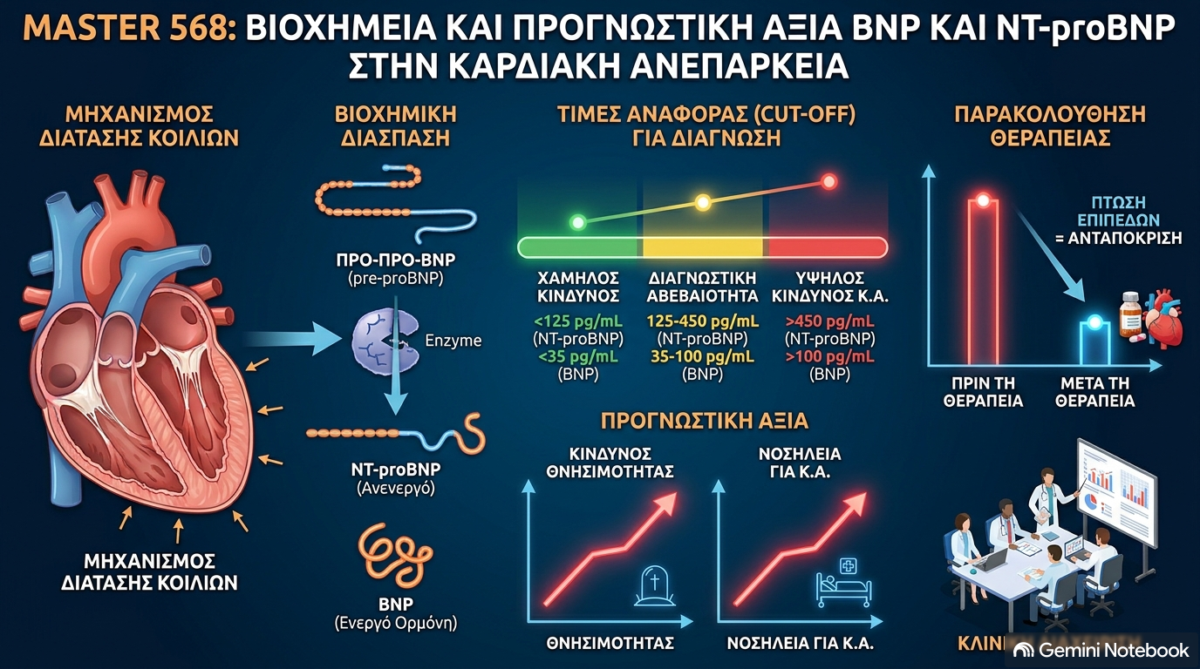 MASTER 568: ΒΙΟΧΗΜΕΙΑ ΚΑΙ ΠΡΟΓΝΩΣΤΙΚΗ ΑΞΙΑ BNP ΚΑΙ NT-proBNP
ΣΤΗΝ ΚΑΡΔΙΑΚΗ ΑΝΕΠΑΡΚΕΙΑ
ΜΗΧΑΝΙΣΜΟΣ
ΔΙΑΤΑΣΗΣ ΚΟΙΛΙΩΝ
ΜΗΧΑΝΙΣΜΟΣ
ΔΙΑΤΑΣΗΣ ΚΟΙΛΙΩΝ
ΒΙΟΧΗΜΙΚΗ
ΔΙΑΣΠΑΣΗ
ΠΡΟ-ΠΡΟ-BNP
(pre-proBNP)
Enzyme
NT-proBNP
(Ανενεργό)
BNP
(Ενεργό Ορμόνη)
ΤΙΜΕΣ ΑΝΑΦΟΡΑΣ (CUT-OFF)
ΓΙΑ ΔΙΑΓΝΩΣΗ
ΧΑΜΗΛΟΣ
ΚΙΝΔΥΝΟΣ
<125 pg/mL
(NT-proBNP)
<35 pg/mL
(BNP)
ΔΙΑΓΝΩΣΤΙΚΗ
ΑΒΕΒΑΙΟΤΗΤΑ
125-450 pg/mL
(NT-proBNP)
35-100 pg/mL
(BNP)
ΥΨΗΛΟΣ
ΚΙΝΔΥΝΟΣ Κ.Α.
>450 pg/mL
(NT-proBNP)
>100 pg/mL
(BNP)
ΠΡΟΓΝΩΣΤΙΚΗ ΑΞΙΑ
ΚΙΝΔΥΝΟΣ
ΘΝΗΣΙΜΟΤΗΤΑΣ
ΘΝΗΣΙΜΟΤΗΤΑΣ
ΝΟΣΗΛΕΙΑ
ΓΙΑ Κ.Α.
ΝΟΣΗΛΕΙΑ ΓΙΑ Κ.Α.
ΠΑΡΑΚΟΛΟΥΘΗΣΗ
ΘΕΡΑΠΕΙΑΣ
ΠΤΩΣΗ
ΕΠΙΠΕΔΩΝ
= ΑΝΤΑΠΟΚΡΙΣΗ
ΠΡΙΝ ΤΗ
ΘΕΡΑΠΕΙΑ
ΜΕΤΑ ΤΗ
ΘΕΡΑΠΕΙΑ
Gemini Notebook